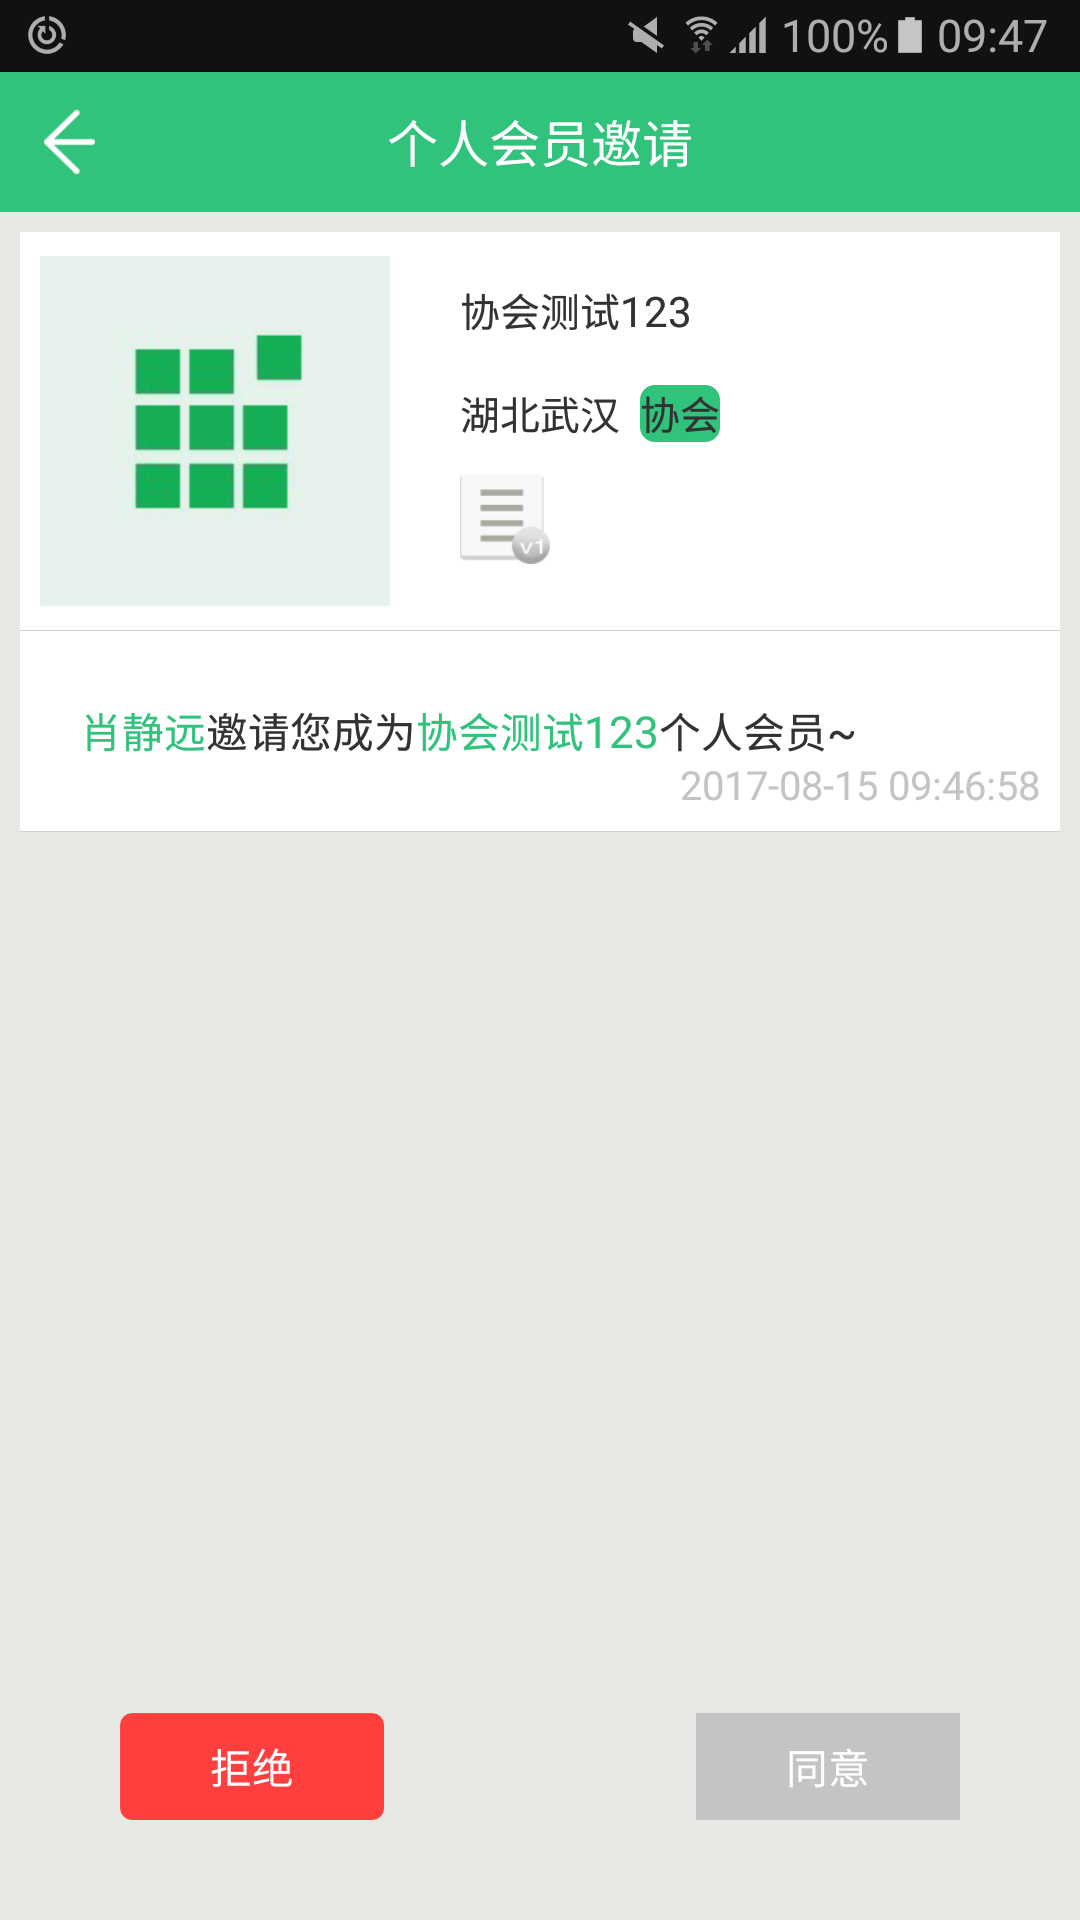 100% 09:47
个人会员邀请
协会测试123
湖北武汉 协会
v1
肖静远邀请您成为协会测试123个人会员~
2017-08-15 09:46:58
拒绝 同意